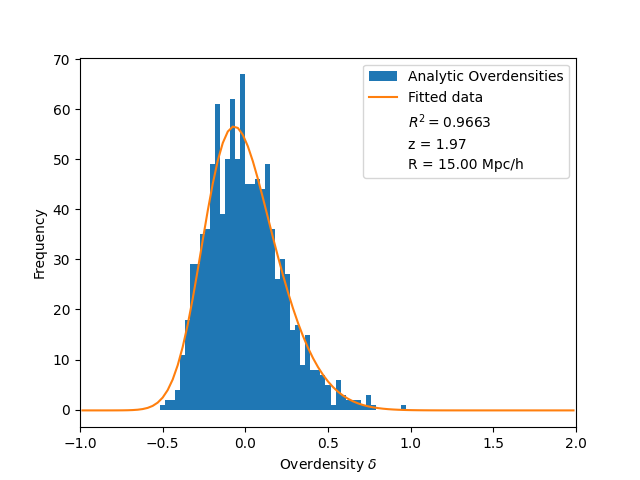 70
60
50
40
30
20
10
0
Frequency
−1.0 −0.5 0.0 0.5 1.0 1.5 2.0
Overdensity δ
Analytic Overdensities
Fitted data
R² = 0.9663
z = 1.97
R = 15.00 Mpc/h